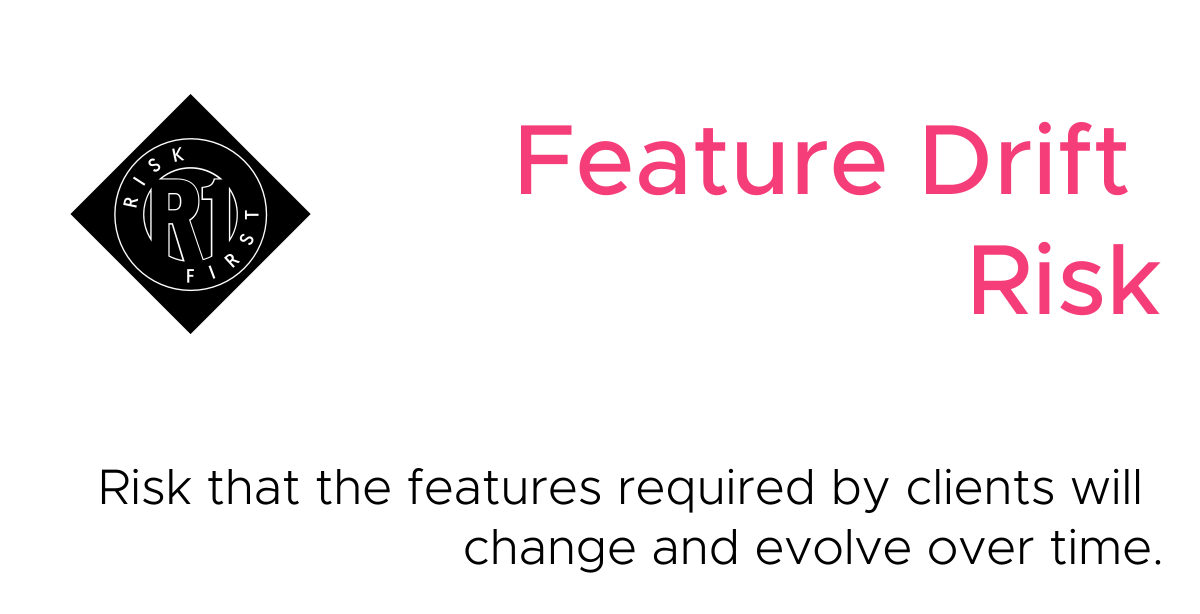 RISK
R1
FIRST
Feature Drift
Risk
Risk that the features required by clients will
change and evolve over time.